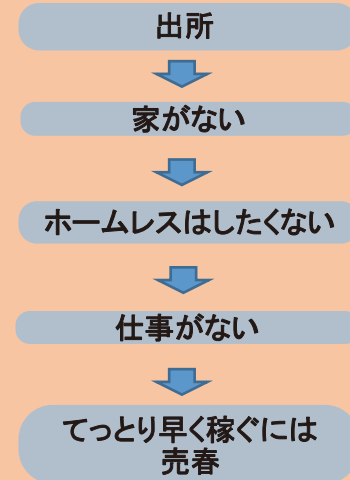 出所
家がない
ホームレスはしたくない
仕事がない
てっとり早く稼ぐには
売春